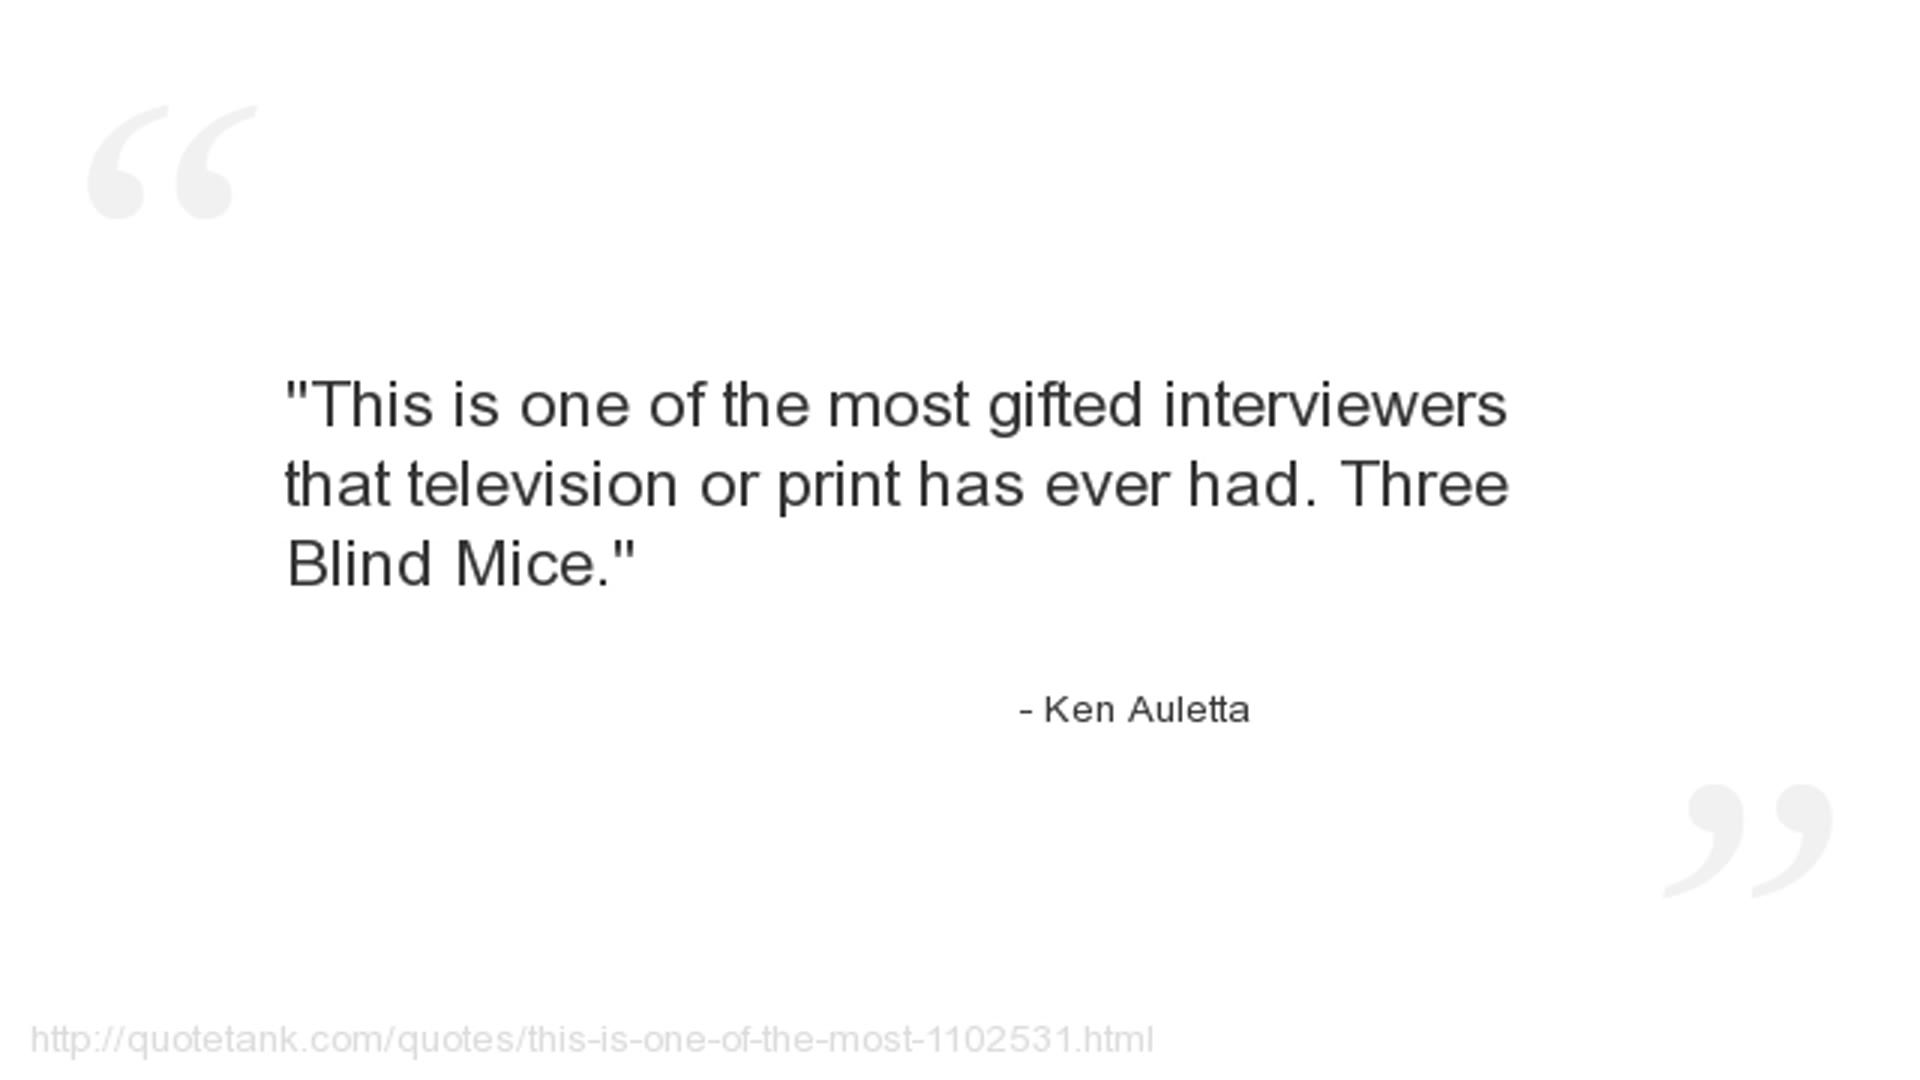 "This is one of the most gifted interviewers
that television or print has ever had. Three
Blind Mice."
- Ken Auletta
http://quotetank.com/quotes/this-is-one-of-the-most-1102531.html